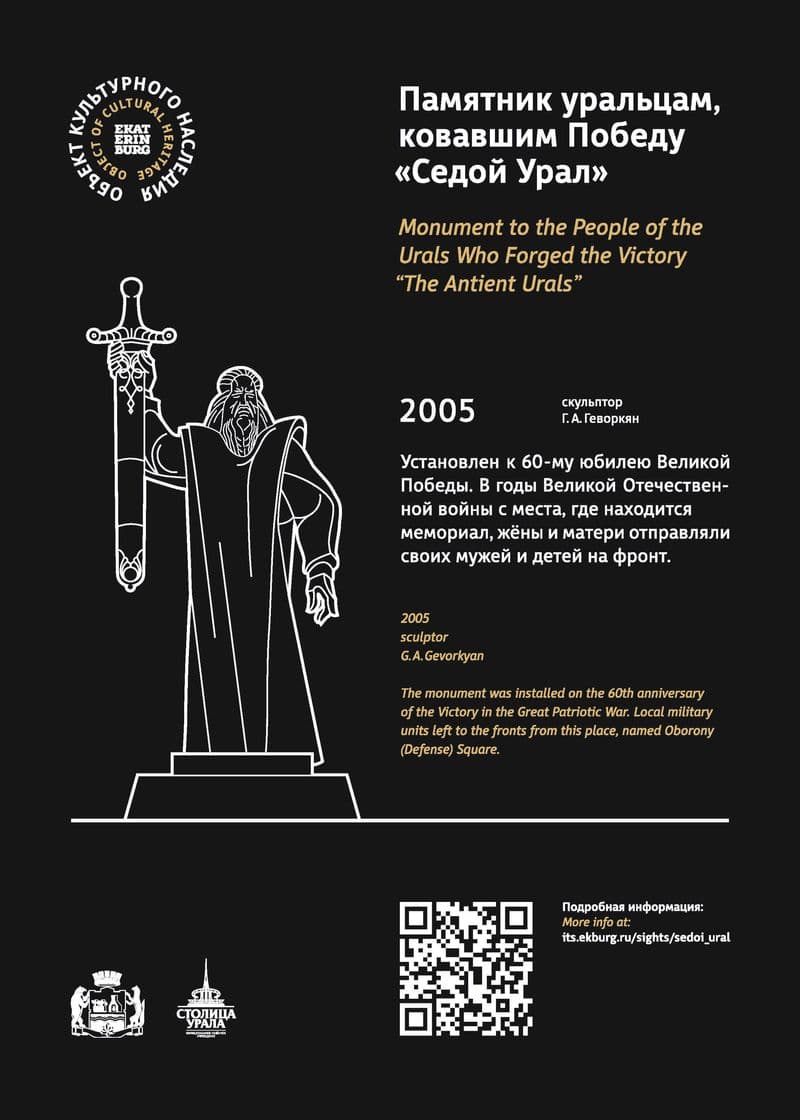 ОБЪЕКТ КУЛЬТУРНОГО НАСЛЕДИЯ
OBJECT OF CULTURAL HERITAGE
EKAT
ERIN
BURG
Памятник уральцам,
ковавшим Победу
«Седой Урал»
Monument to the People of the
Urals Who Forged the Victory
“The Antient Urals”
2005
скульптор
Г. А. Геворкян
Установлен к 60-му юбилею Великой
Победы. В годы Великой Отечествен-
ной войны с места, где находится
мемориал, жёны и матери отправляли
своих мужей и детей на фронт.
2005
sculptor
G. A. Gevorkyan
The monument was installed on the 60th anniversary
of the Victory in the Great Patriotic War. Local military
units left to the fronts from this place, named Oborony
(Defense) Square.
Подробная информация:
More info at:
its.ekburg.ru/sights/sedoi_ural
СТОЛИЦА
УРАЛА